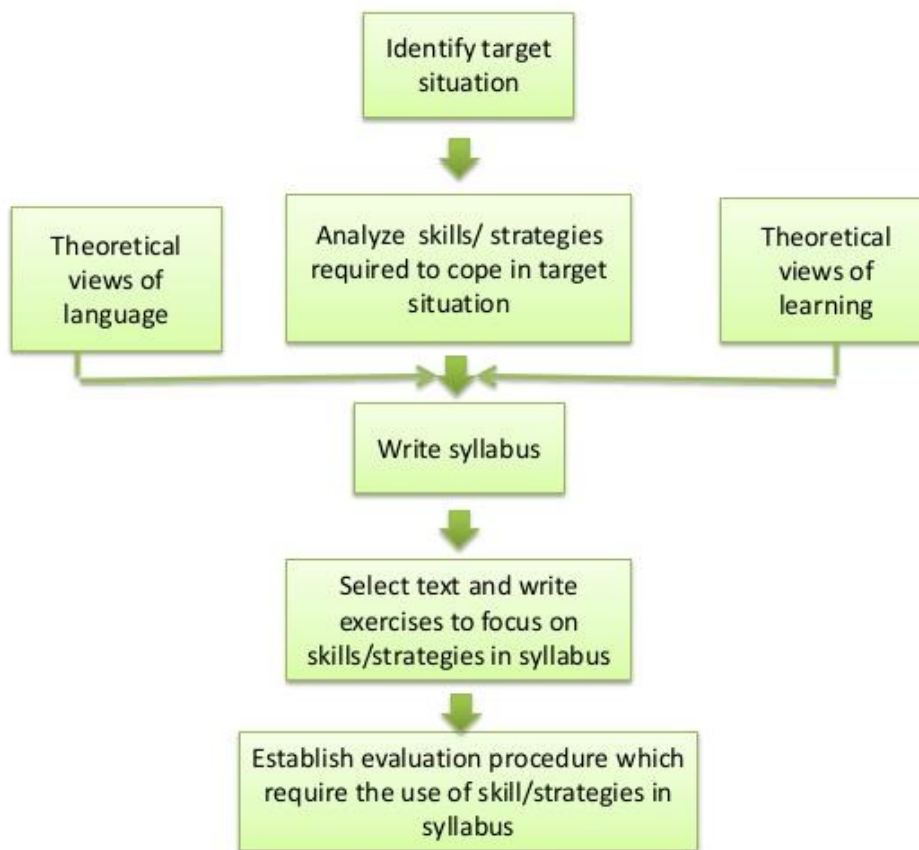 Identify target
situation
Theoretical
views of
language
Analyze skills/ strategies
required to cope in target
situation
Theoretical
views of
learning
Write syllabus
Select text and write
exercises to focus on
skills/strategies in syllabus
Establish evaluation procedure which
require the use of skill/strategies in
syllabus